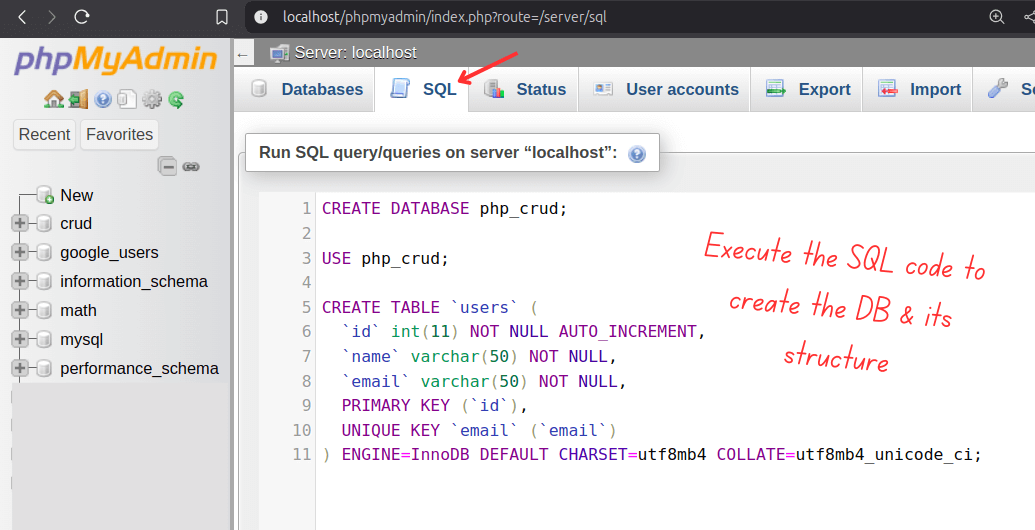 localhost/phpmyadmin/index.php?route=/server/sql
phpMyAdmin
Server: localhost
Databases SQL Status User accounts Export Import
Recent Favorites
Run SQL query/queries on server “localhost”:
New
crud
google_users
information_schema
math
mysql
performance_schema
1 CREATE DATABASE php_crud;
2
3 USE php_crud;
4
5 CREATE TABLE `users` (
6 `id` int(11) NOT NULL AUTO_INCREMENT,
7 `name` varchar(50) NOT NULL,
8 `email` varchar(50) NOT NULL,
9 PRIMARY KEY (`id`),
10 UNIQUE KEY `email` (`email`)
11 ) ENGINE=InnoDB DEFAULT CHARSET=utf8mb4 COLLATE=utf8mb4_unicode_ci;
Execute the SQL code to
create the DB & its
structure